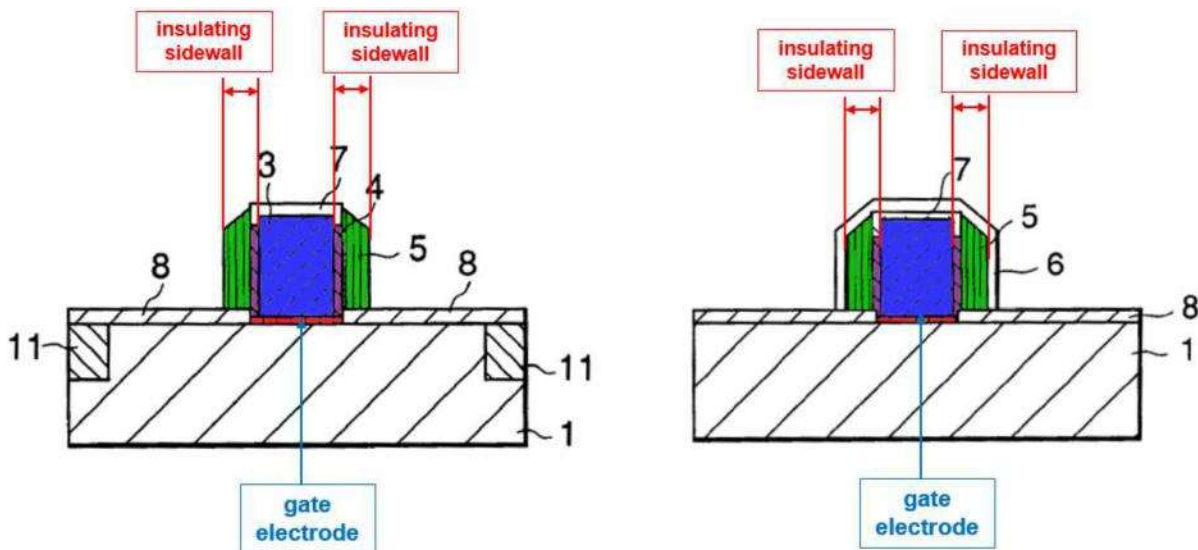 insulating
sidewall
insulating
sidewall
3
7
4
5
8
8
11
11
1
gate
electrode
insulating
sidewall
insulating
sidewall
7
5
6
8
1
gate
electrode